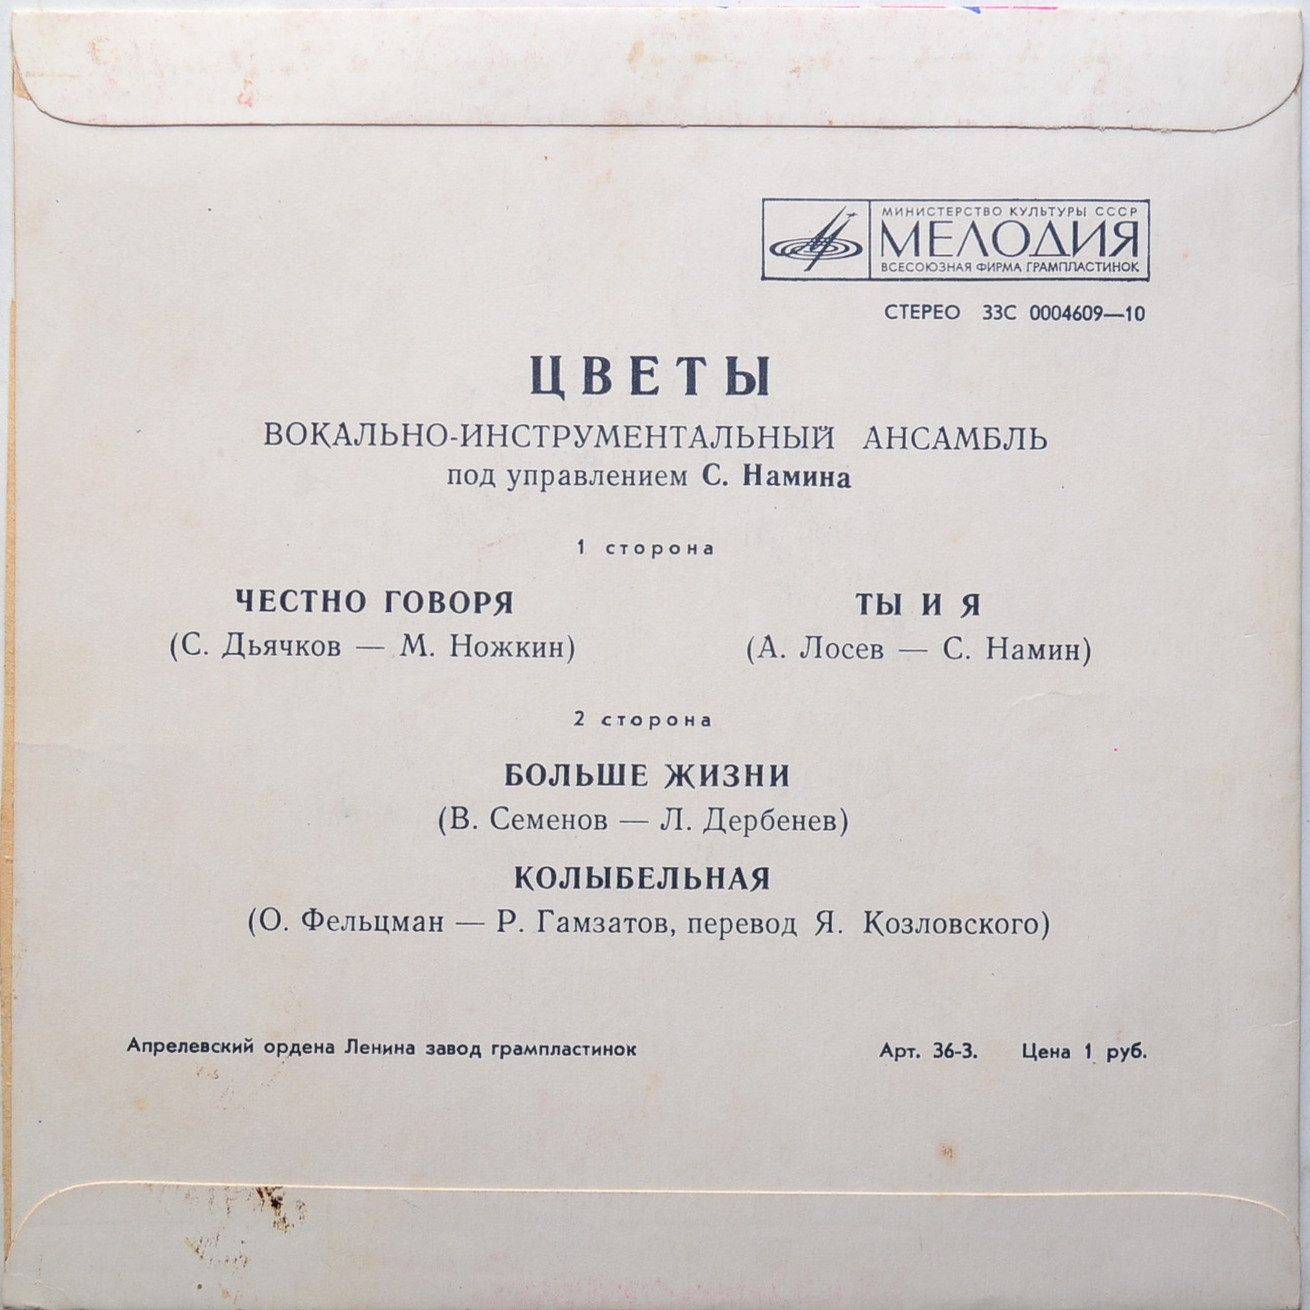 МИНИСТЕРСТВО КУЛЬТУРЫ СССР
МЕЛОДИЯ
ВСЕСОЮЗНАЯ ФИРМА ГРАМПЛАСТИНОК
СТЕРЕО 33С 0004609—10
ЦВЕТЫ
ВОКАЛЬНО-ИНСТРУМЕНТАЛЬНЫЙ АНСАМБЛЬ
под управлением С. Намина
1 сторона
ЧЕСТНО ГОВОРЯ ТЫ И Я
(С. Дьячков — М. Ножкин) (А. Лосев — С. Намин)
2 сторона
БОЛЬШЕ ЖИЗНИ
(В. Семенов — Л. Дербенев)
КОЛЫБЕЛЬНАЯ
(О. Фельцман — Р. Гамзатов, перевод Я. Козловского)
Апрелевский ордена Ленина завод грампластинок Арт. 36-3. Цена 1 руб.